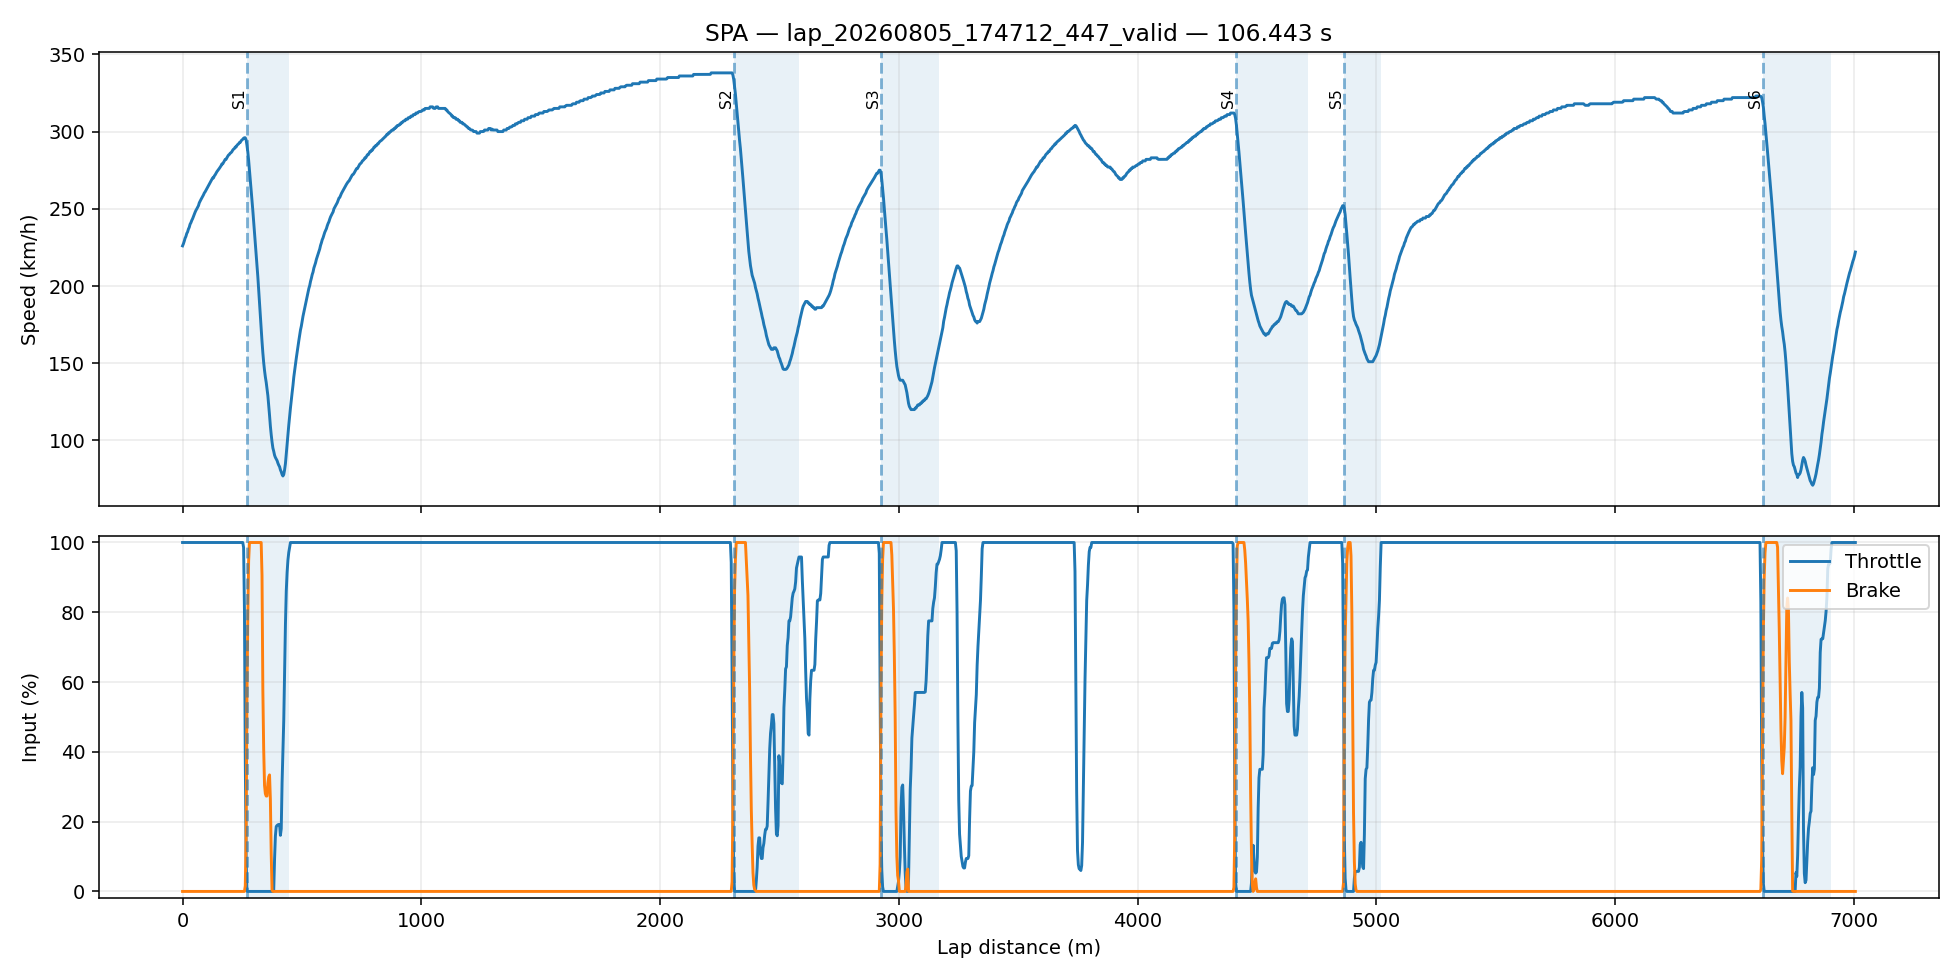 SPA — lap_20260805_174712_447_valid — 106.443 s
350
300
250
200
150
100
Speed (km/h)
S1
S2
S3
S4
S5
S6
100
80
60
40
20
0
Input (%)
Throttle
Brake
0
1000
2000
3000
4000
5000
6000
7000
Lap distance (m)